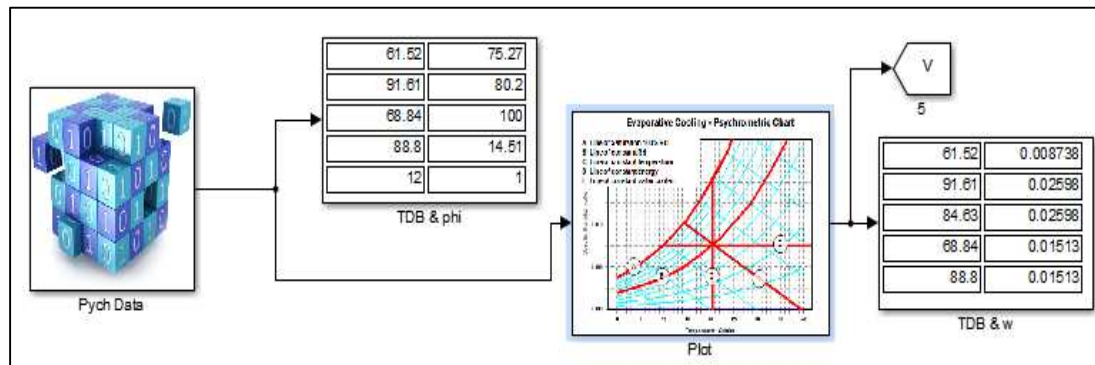 61.52 75.27
91.61 80.2
68.84 100
88.8 14.51
12 1
TDB & phi
Pych Data
Evaporative Cooling - Psychrometric Chart
Plot
V
5
61.52 0.008738
91.61 0.02598
84.63 0.02598
68.84 0.01513
88.8 0.01513
TDB & w